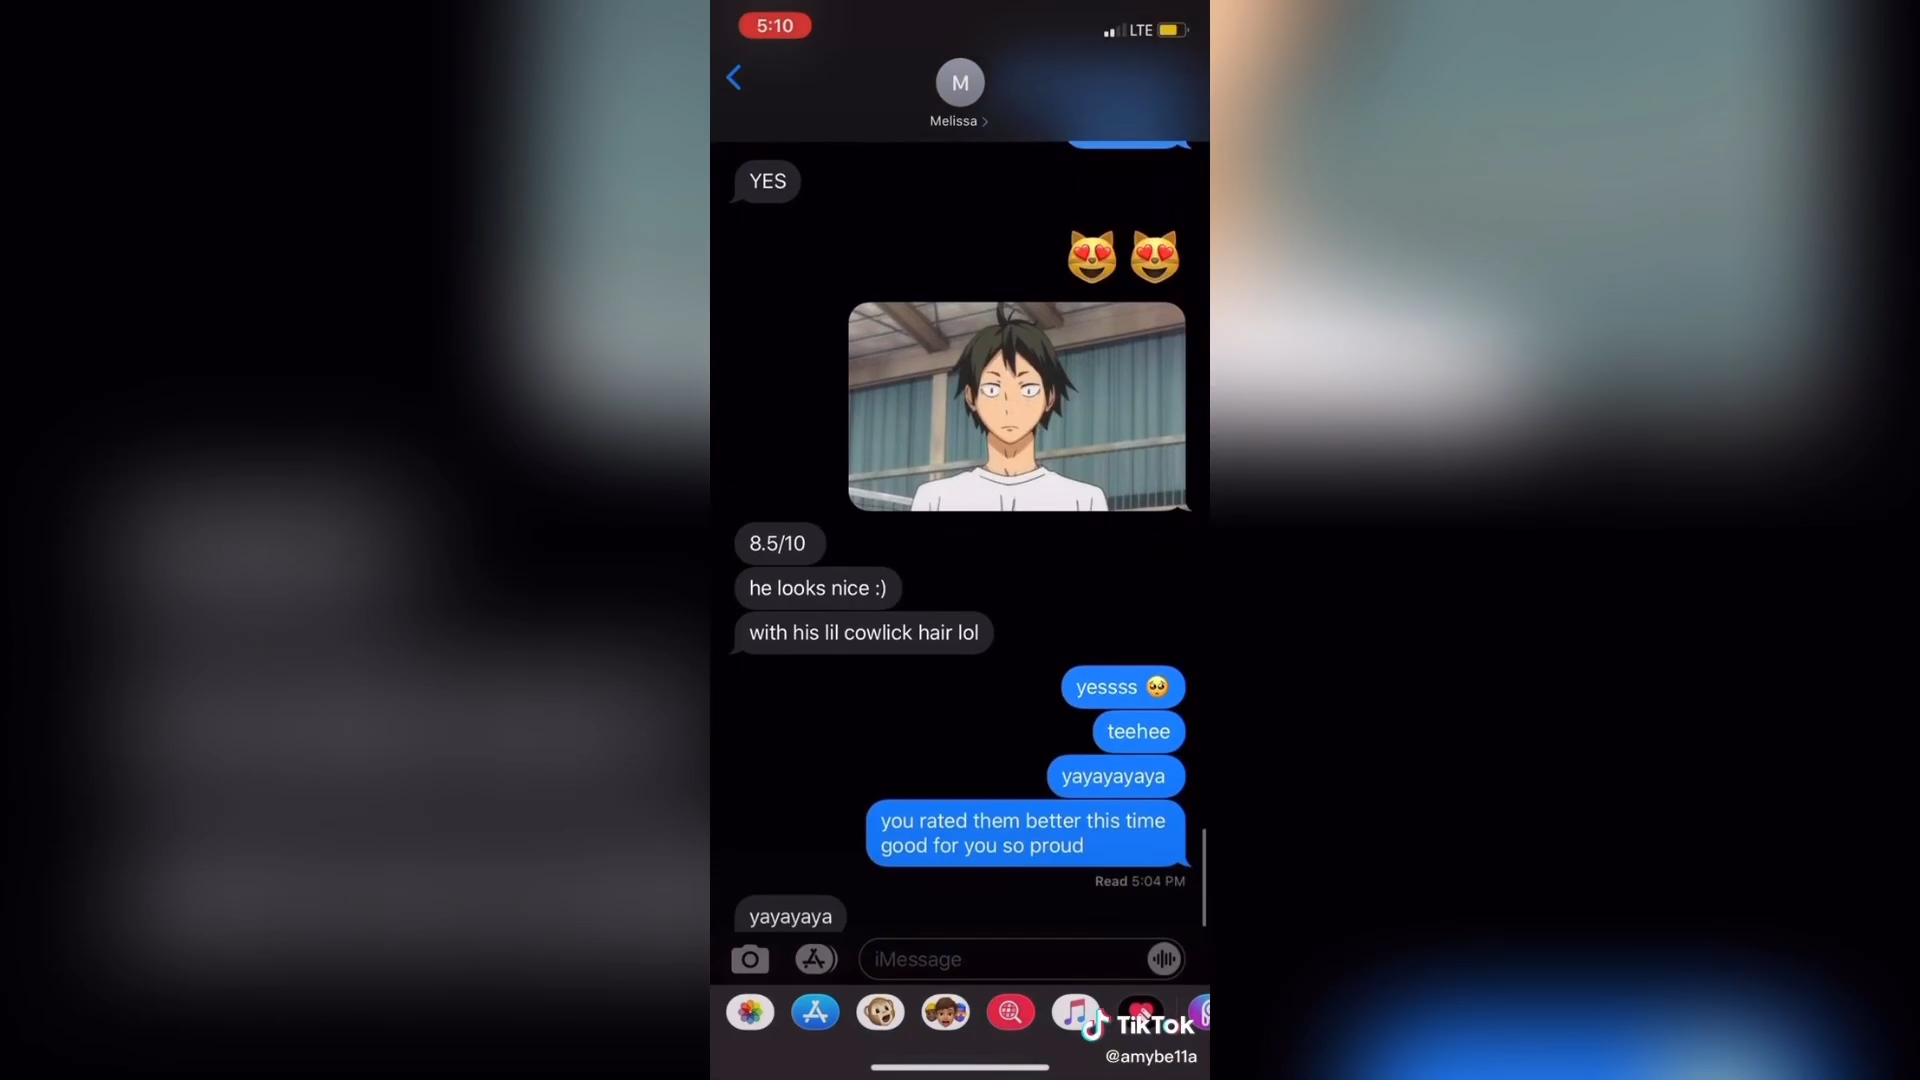 5:10
LTE
M
Melissa
YES
8.5/10
he looks nice :)
with his lil cowlick hair lol
yessss 🥺
teehee
yayayayaya
you rated them better this time
good for you so proud
Read 5:04 PM
yayayaya
iMessage
TikTok
@amybe11a